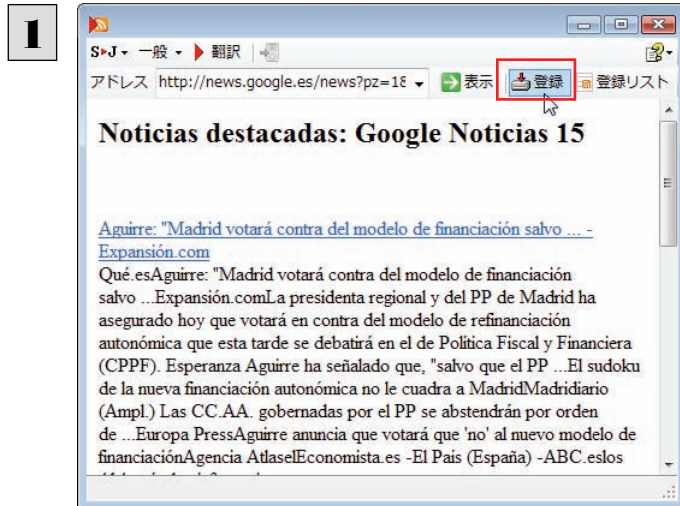 1
S▶J 一般 翻訳
アドレス http://news.google.es/news?pz=18 表示 登録 登録リスト
Noticias destacadas: Google Noticias 15
Aguirre: "Madrid votará contra del modelo de financiación salvo ... -
Expansión.com
Qué.esAguirre: "Madrid votará contra del modelo de financiación
salvo ...Expansión.comLa presidenta regional y del PP de Madrid ha
asegurado hoy que votará en contra del modelo de refinanciación
autonómica que esta tarde se debatirá en el de Política Fiscal y Financiera
(CPPF). Esperanza Aguirre ha señalado que, "salvo que el PP ...El sudoku
de la nueva financiación autonómica no le cuadra a MadridMadridiario
(Ampl.) Las CC.AA. gobernadas por el PP se abstendrán por orden
de ...Europa PressAguirre anuncia que votará que 'no' al nuevo modelo de
financiaciónAgencia AtlaselEconomista.es -El País (España) -ABC.eslos